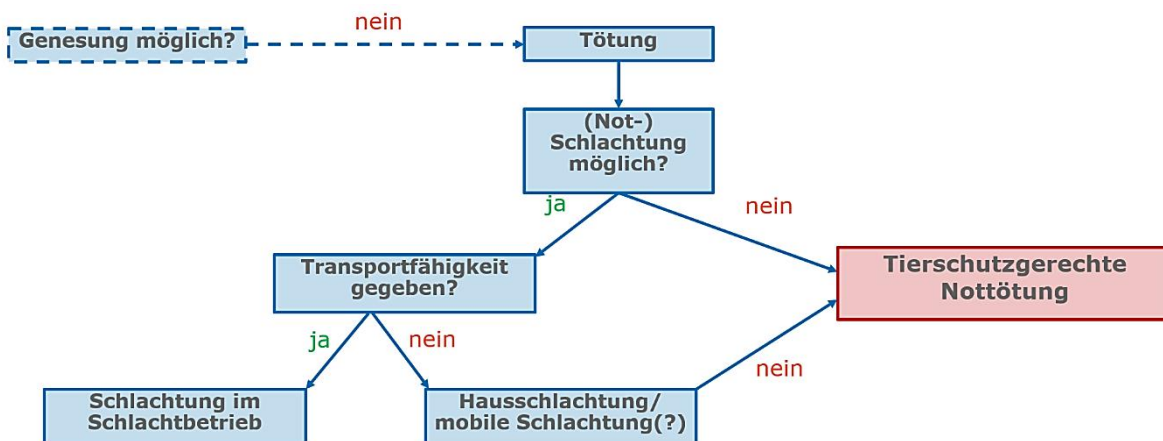 nein
Genesung möglich?
Tötung
(Not-)
Schlachtung
möglich?
ja
nein
Transportfähigkeit
gegeben?
Tierschutzgerechte
Nottötung
ja
nein
nein
Schlachtung im
Schlachtbetrieb
Hausschlachtung/
mobile Schlachtung(?)